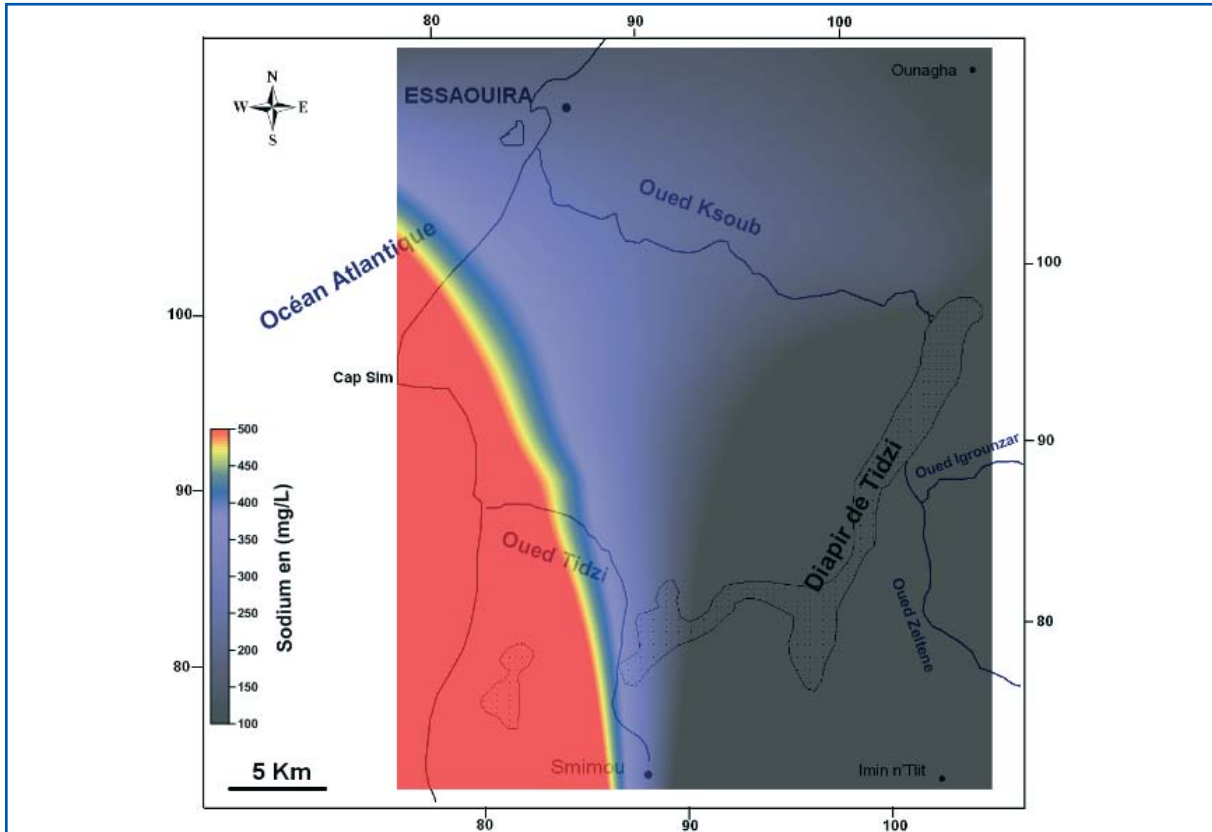 80 90 100
Ounagha
N
W E
S
ESSAOUIRA
Oued Ksoub
Océan Atlantique
100
100
Cap Sim
500
450
400
350
300
250
200
150
100
Sodium en (mg/L)
90
90
Oued Igrounzar
Diapir dé Tidzi
Oued Tidzi
Oued Zeltene
80
80
5 Km
Smimou
Imin n'Tlit
80 90 100